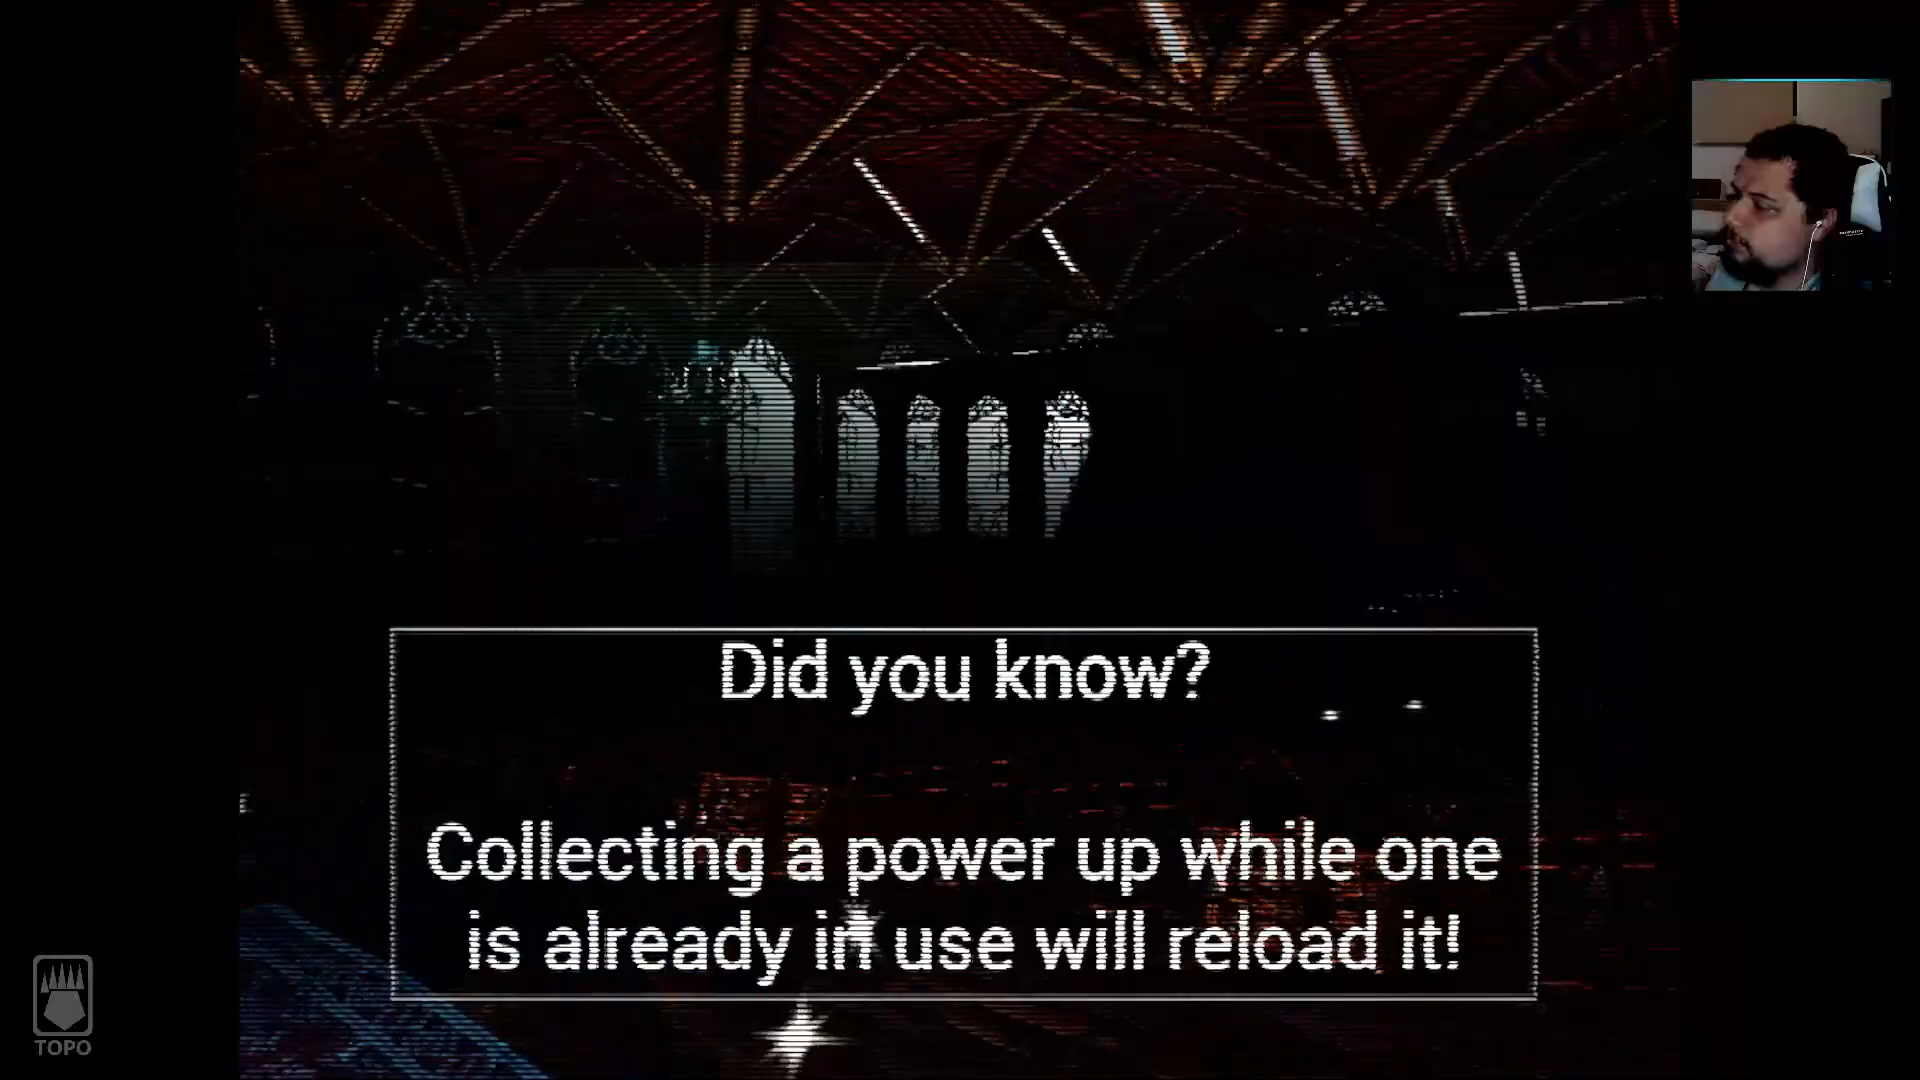 Did you know?
Collecting a power up while one
is already in use will reload it!
TOPO